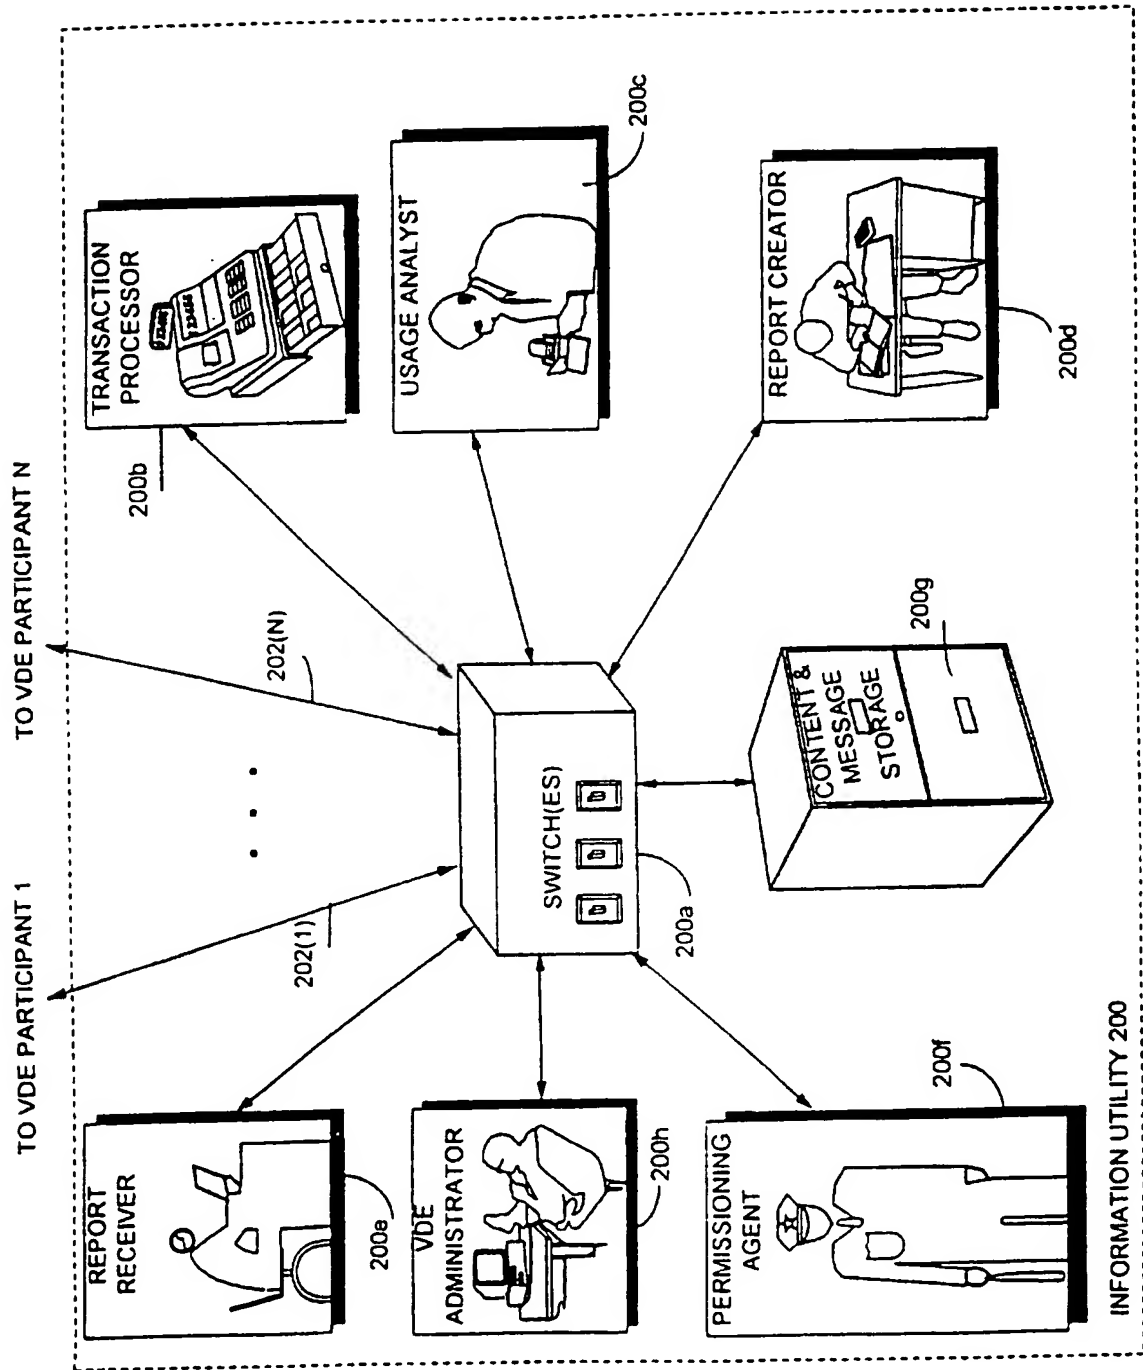 TO VDE PARTICIPANT 1
TO VDE PARTICIPANT N
202(1)
202(N)
REPORT
RECEIVER
200e
TRANSACTION
PROCESSOR
200b
VDE
ADMINISTRATOR
200h
SWITCH(ES)
200a
USAGE ANALYST
200c
PERMISSIONING
AGENT
200f
CONTENT &
MESSAGE
STORAGE
200g
REPORT CREATOR
200d
INFORMATION UTILITY 200